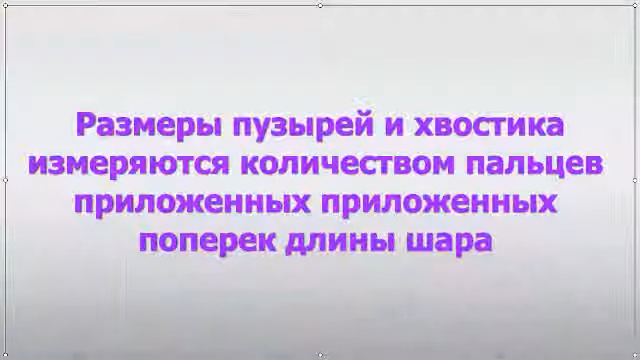 Размеры пузырей и хвостика
измеряются количеством пальцев
приложенных приложенных
поперек длины шара